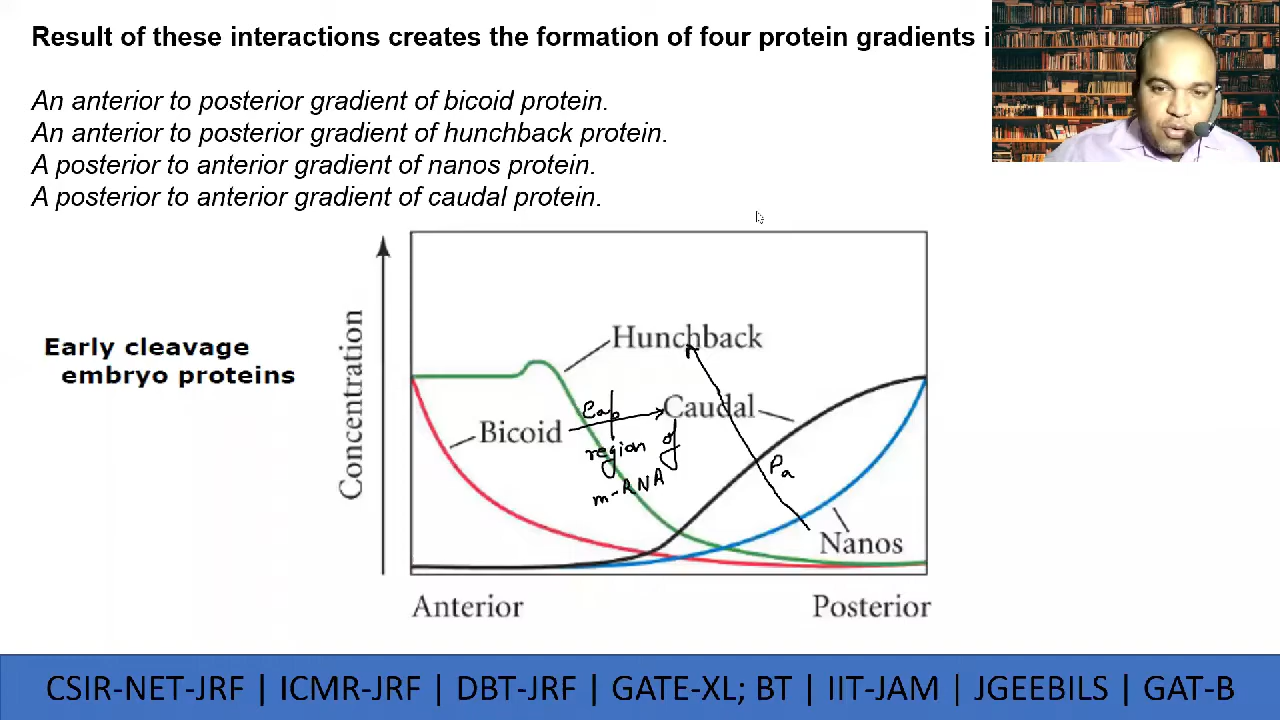 Result of these interactions creates the formation of four protein gradients i
An anterior to posterior gradient of bicoid protein.
An anterior to posterior gradient of hunchback protein.
A posterior to anterior gradient of nanos protein.
A posterior to anterior gradient of caudal protein.
Early cleavage
embryo proteins
Concentration
Hunchback
Caudal
Bicoid
Cap
region of
m-RNA
Pa
Nanos
Anterior
Posterior
CSIR-NET-JRF | ICMR-JRF | DBT-JRF | GATE-XL; BT | IIT-JAM | JGEEBILS | GAT-B